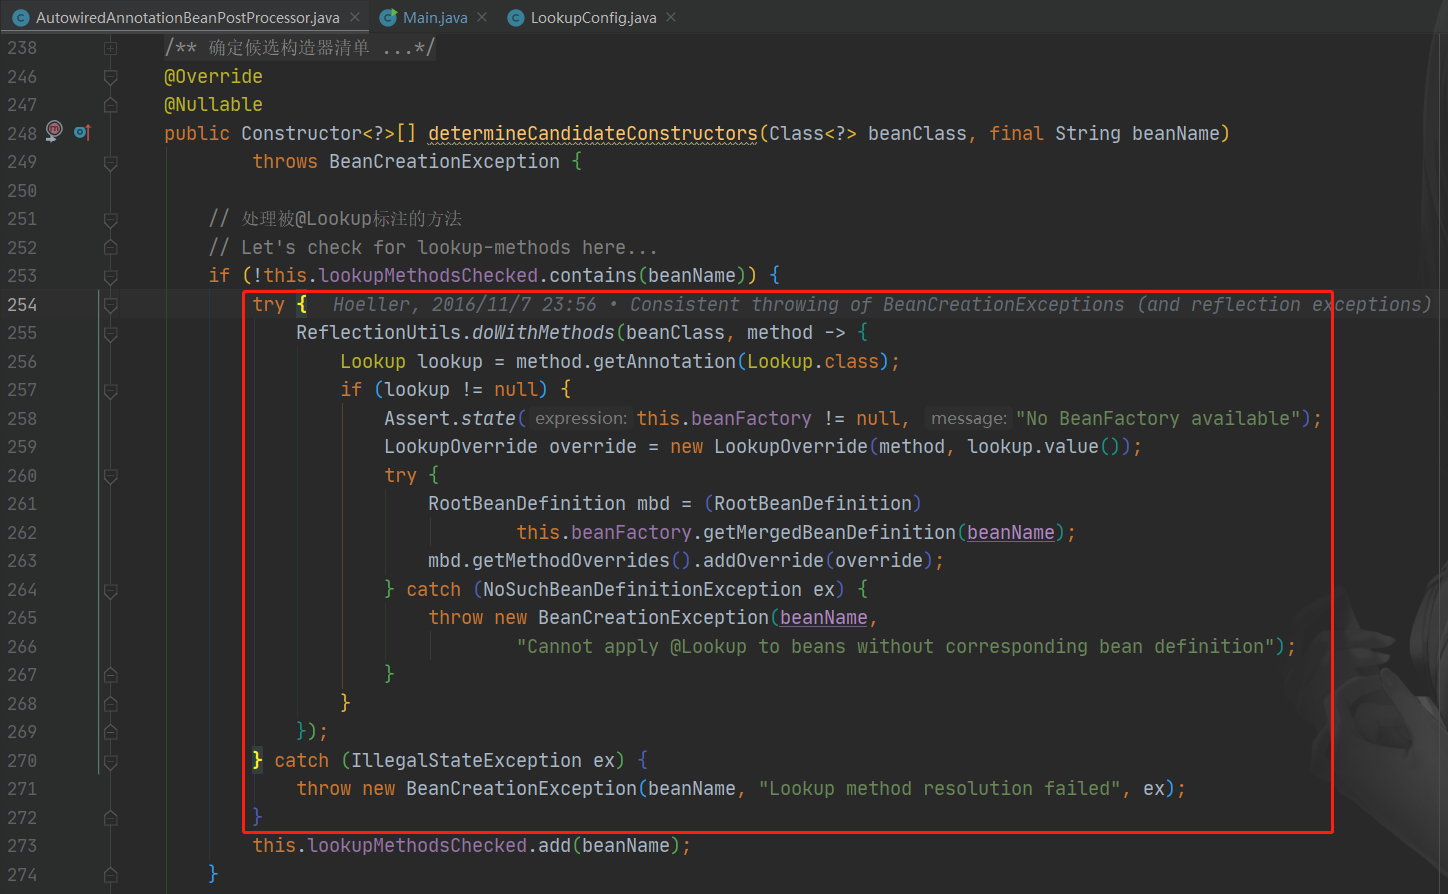 AutowiredAnnotationBeanPostProcessor.java Main.java LookupConfig.java
238 /** 确定候选构造器清单 ...*/
246 @Override
247 @Nullable
248 public Constructor<?>[] determineCandidateConstructors(Class<?> beanClass, final String beanName)
249 throws BeanCreationException {
250
251 // 处理被@Lookup标注的方法
252 // Let's check for lookup-methods here...
253 if (!this.lookupMethodsChecked.contains(beanName)) {
254 try { Hoeller, 2016/11/7 23:56 • Consistent throwing of BeanCreationExceptions (and reflection exceptions)
255 ReflectionUtils.doWithMethods(beanClass, method -> {
256 Lookup lookup = method.getAnnotation(Lookup.class);
257 if (lookup != null) {
258 Assert.state( expression: this.beanFactory != null, message: "No BeanFactory available");
259 LookupOverride override = new LookupOverride(method, lookup.value());
260 try {
261 RootBeanDefinition mbd = (RootBeanDefinition)
262 this.beanFactory.getMergedBeanDefinition(beanName);
263 mbd.getMethodOverrides().addOverride(override);
264 } catch (NoSuchBeanDefinitionException ex) {
265 throw new BeanCreationException(beanName,
266 "Cannot apply @Lookup to beans without corresponding bean definition");
267 }
268 }
269 });
270 } catch (IllegalStateException ex) {
271 throw new BeanCreationException(beanName, "Lookup method resolution failed", ex);
272 }
273 this.lookupMethodsChecked.add(beanName);
274 }